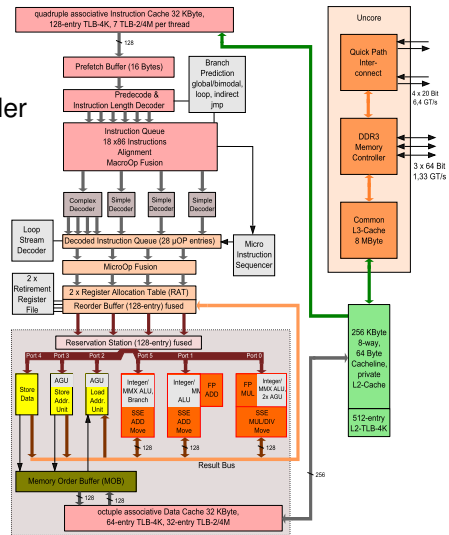 quadruple associative Instruction Cache 32 KByte,
128-entry TLB-4K, 7 TLB-2/4M per thread
128
Prefetch Buffer (16 Bytes)
Branch
Prediction
global/bimodal,
loop, indirect
jmp
Predecode &
Instruction Length Decoder
Instruction Queue
18 x86 Instructions
Alignment
MacroOp Fusion
Complex
Decoder
Simple
Decoder
Simple
Decoder
Simple
Decoder
Loop
Stream
Decoder
Decoded Instruction Queue (28 µOP entries)
Micro
Instruction
Sequencer
MicroOp Fusion
2 x
Retirement
Register
File
2 x Register Allocation Table (RAT)
Reorder Buffer (128-entry) fused
Reservation Station (128-entry) fused
Port 4
Port 3
Port 2
Port 5
Port 1
Port 0
Store
Data
AGU
Store
Addr.
Unit
AGU
Load
Addr.
Unit
Integer/
MMX ALU,
Branch
SSE
ADD
Move
Integer/
MM
ALU
FP
ADD
SSE
ADD
Move
FP
MUL
Integer/
MMX ALU,
2x AGU
SSE
MUL/DIV
Move
128
128
128
Result Bus
Memory Order Buffer (MOB)
128
128
octuple associative Data Cache 32 KByte,
64-entry TLB-4K, 32-entry TLB-2/4M
256
Uncore
Quick Path
Inter-
connect
4 x 20 Bit
6,4 GT/s
DDR3
Memory
Controller
3 x 64 Bit
1,33 GT/s
Common
L3-Cache
8 MByte
256 KByte
8-way,
64 Byte
Cacheline,
private
L2-Cache
512-entry
L2-TLB-4K